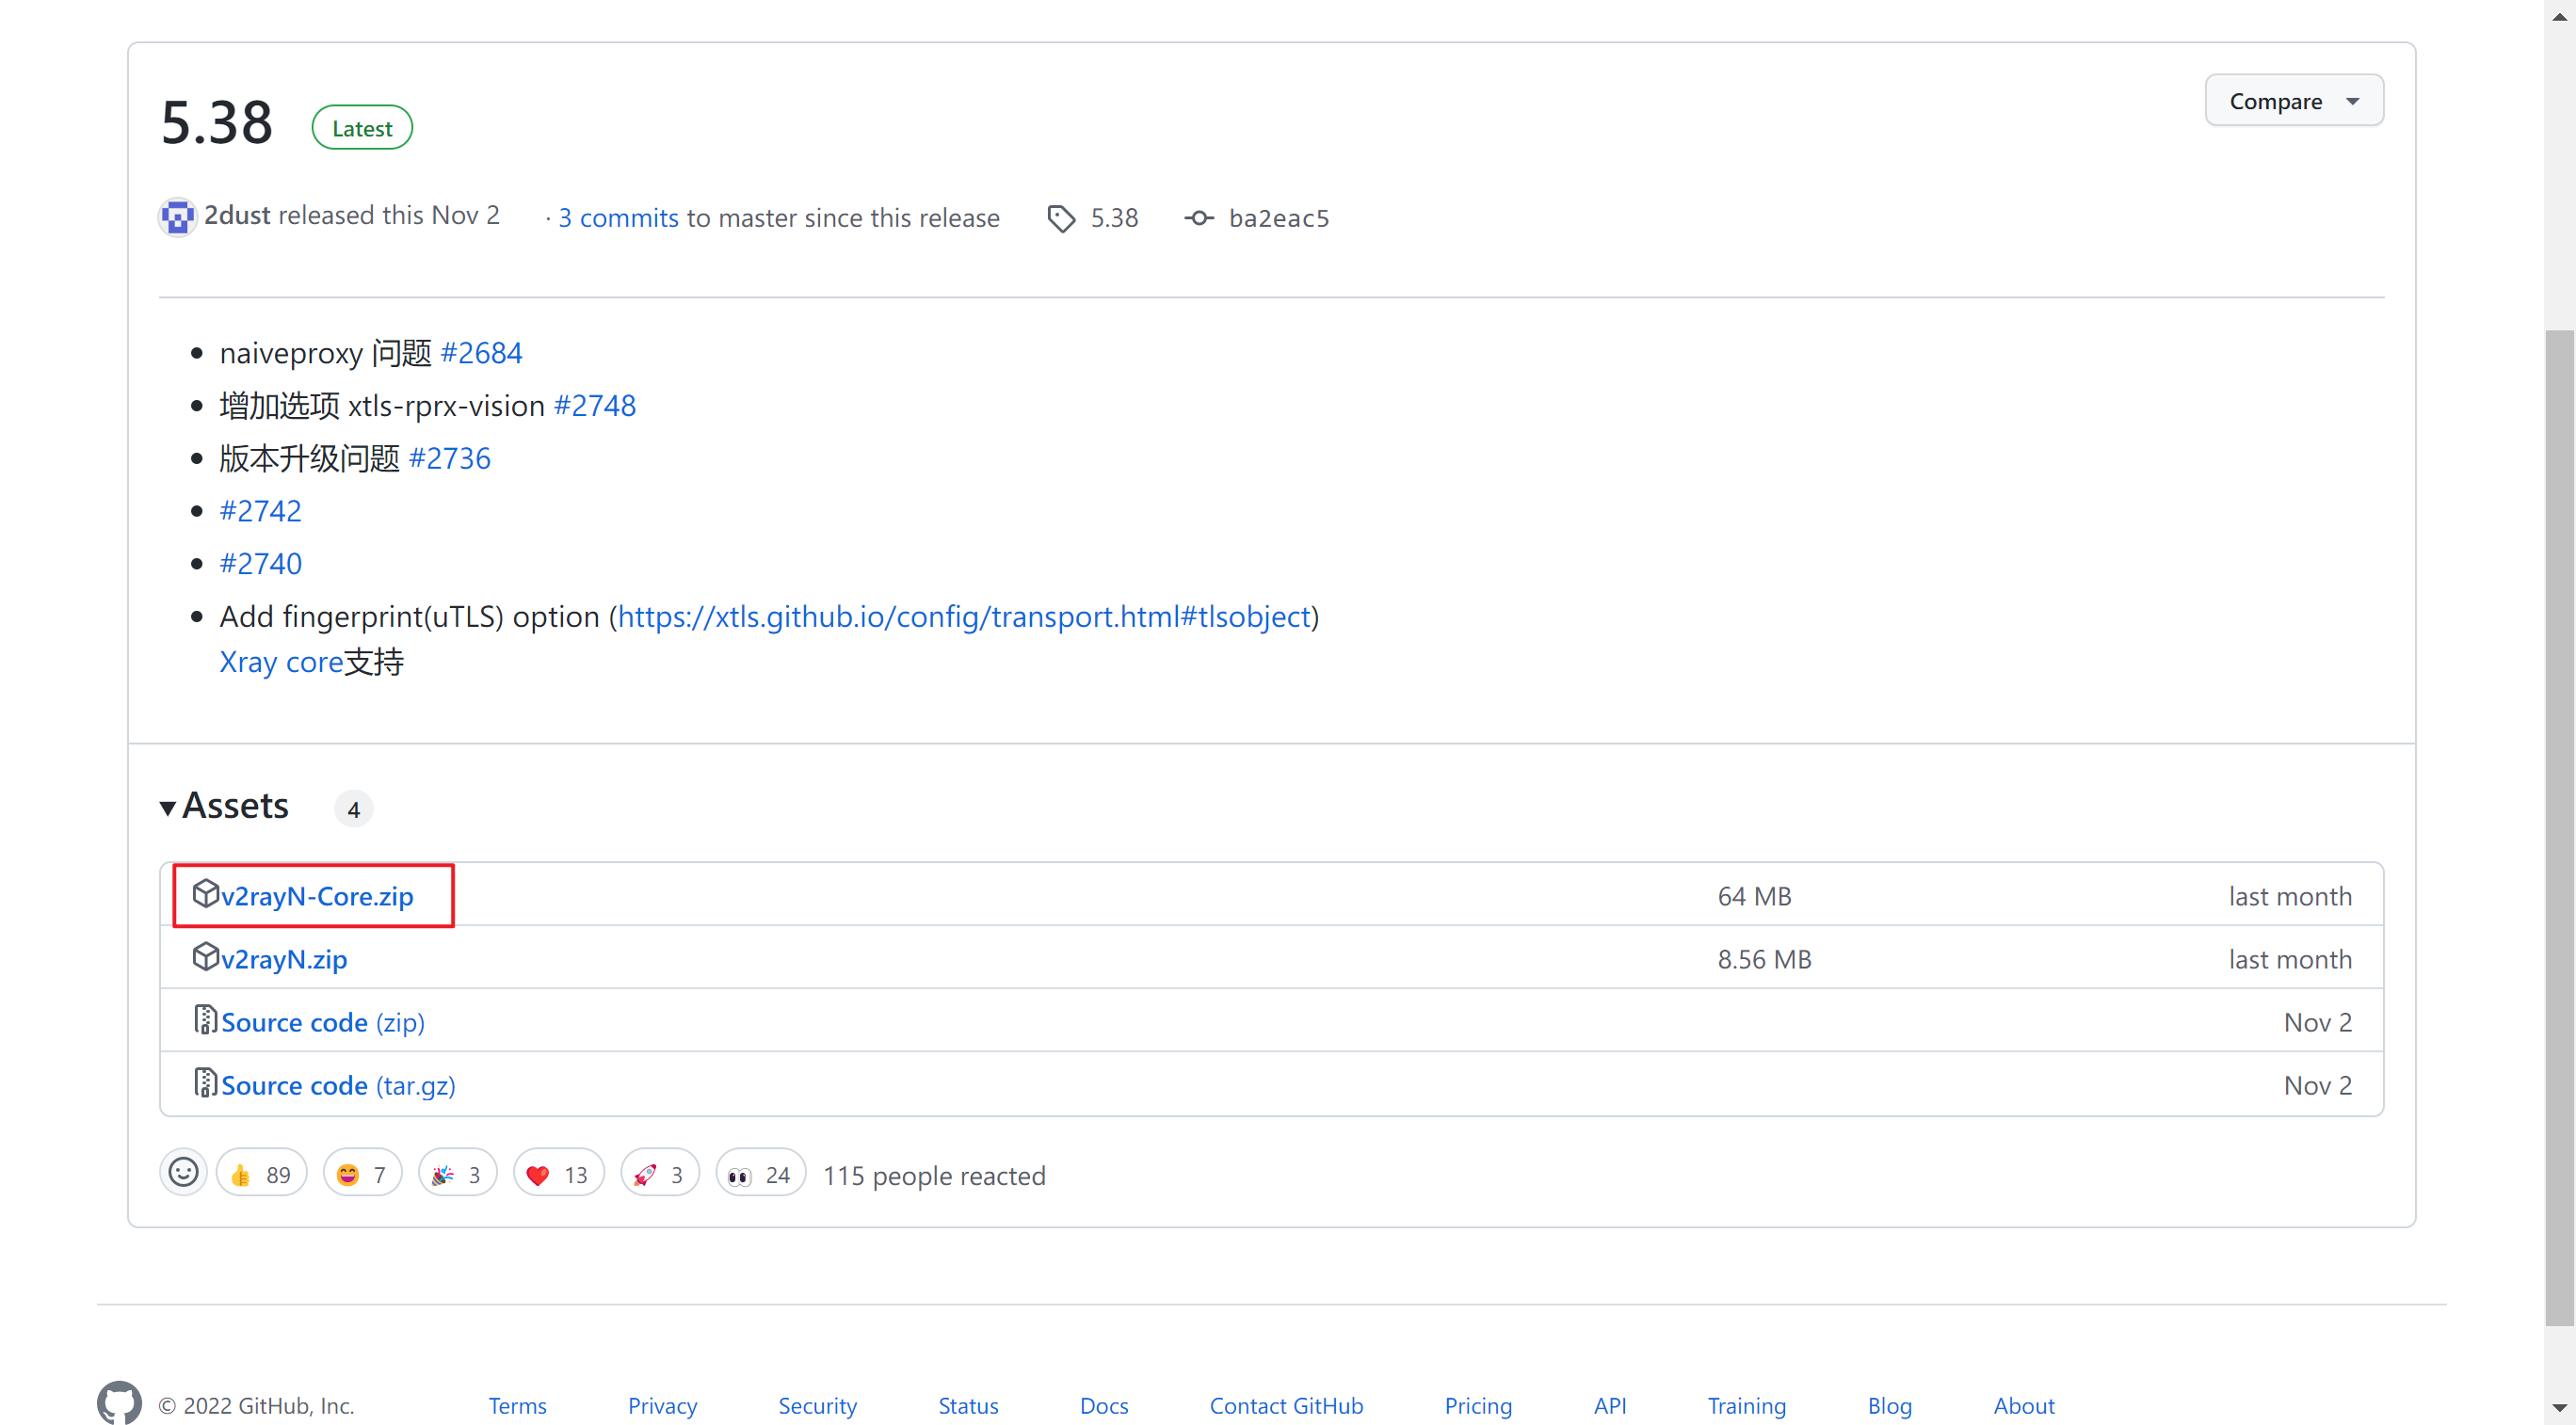 5.38 Latest Compare
2dust released this Nov 2 · 3 commits to master since this release 5.38 ba2eac5
naiveproxy 问题 #2684
增加选项 xtls-rprx-vision #2748
版本升级问题 #2736
#2742
#2740
Add fingerprint(uTLS) option (https://xtls.github.io/config/transport.html#tlsobject)
Xray core支持
Assets 4
v2rayN-Core.zip 64 MB last month
v2rayN.zip 8.56 MB last month
Source code (zip) Nov 2
Source code (tar.gz) Nov 2
89 7 3 13 3 24 115 people reacted
© 2022 GitHub, Inc. Terms Privacy Security Status Docs Contact GitHub Pricing API Training Blog About